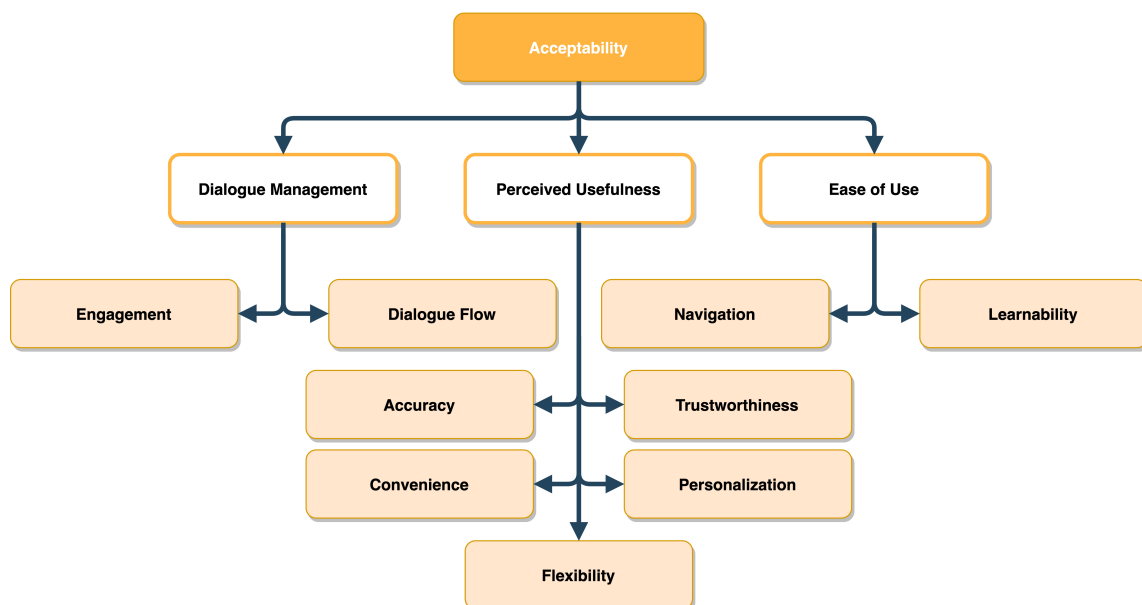 Acceptability
Dialogue Management
Perceived Usefulness
Ease of Use
Engagement
Dialogue Flow
Navigation
Learnability
Accuracy
Trustworthiness
Convenience
Personalization
Flexibility